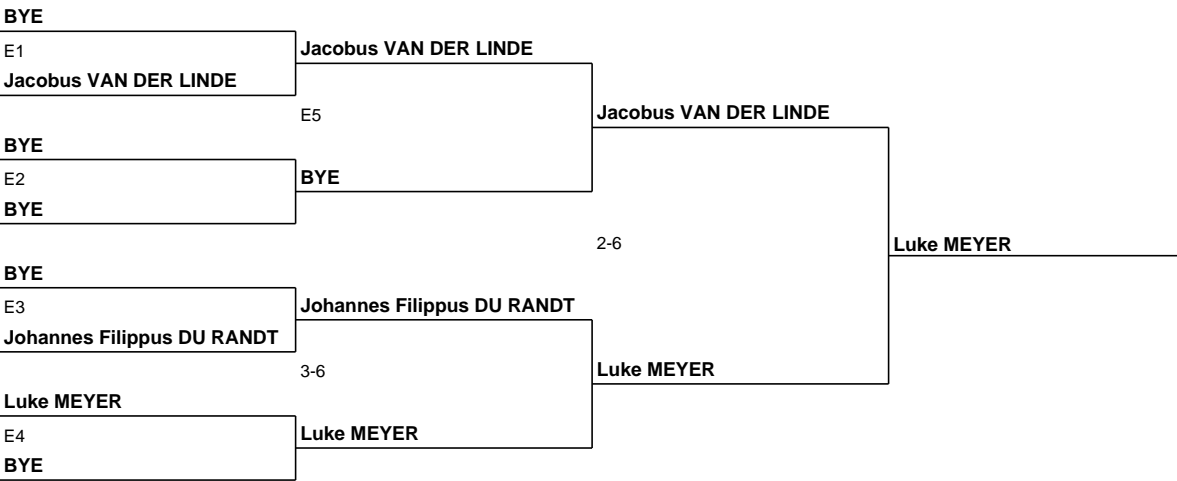 BYE
E1
Jacobus VAN DER LINDE
Jacobus VAN DER LINDE
E5
Jacobus VAN DER LINDE
BYE
E2
BYE
BYE
2-6
Luke MEYER
BYE
E3
Johannes Filippus DU RANDT
Johannes Filippus DU RANDT
3-6
Luke MEYER
Luke MEYER
E4
Luke MEYER
BYE